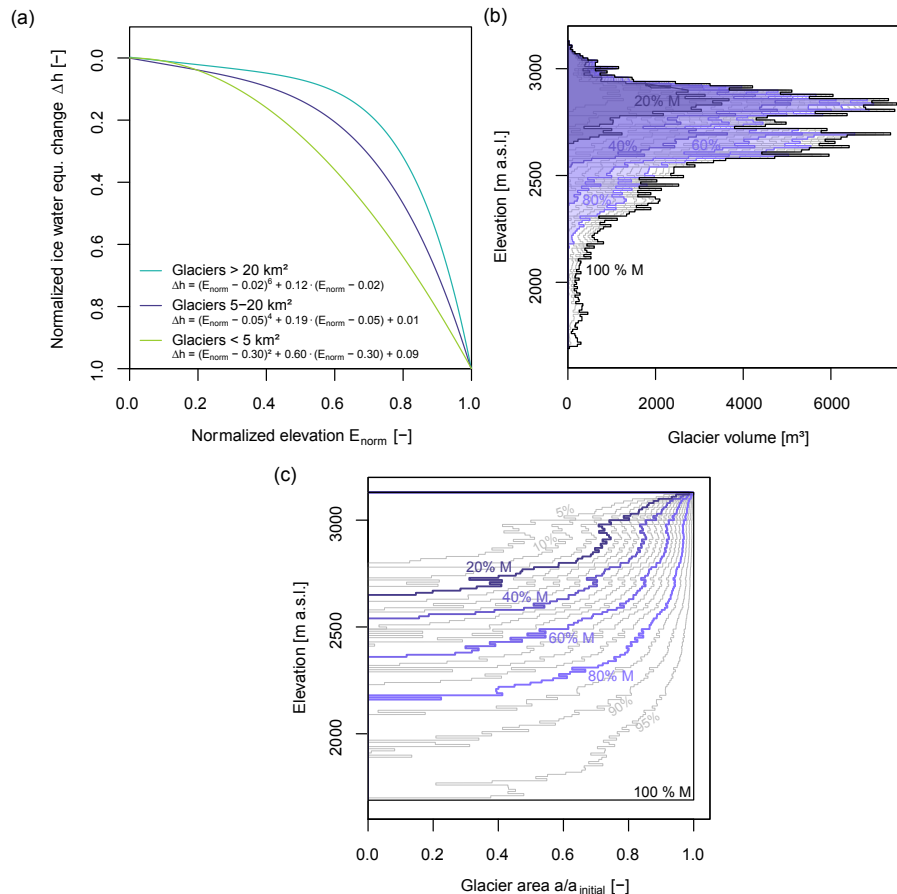 (a)
Normalized ice water equ. change Δh [−]
0.0
0.2
0.4
0.6
0.8
1.0
Glaciers > 20 km²
Δh = (E_norm − 0.02)⁶ + 0.12 · (E_norm − 0.02)
Glaciers 5−20 km²
Δh = (E_norm − 0.05)⁴ + 0.19 · (E_norm − 0.05) + 0.01
Glaciers < 5 km²
Δh = (E_norm − 0.30)² + 0.60 · (E_norm − 0.30) + 0.09
0.0 0.2 0.4 0.6 0.8 1.0
Normalized elevation E_norm [−]
(b)
Elevation [m a.s.l.]
3000
2500
2000
20% M
40%
60%
80%
100 % M
0 2000 4000 6000
Glacier volume [m³]
(c)
Elevation [m a.s.l.]
3000
2500
2000
5%
10%
20% M
40% M
60% M
80% M
90%
95%
100 % M
0.0 0.2 0.4 0.6 0.8 1.0
Glacier area a/a_initial [−]